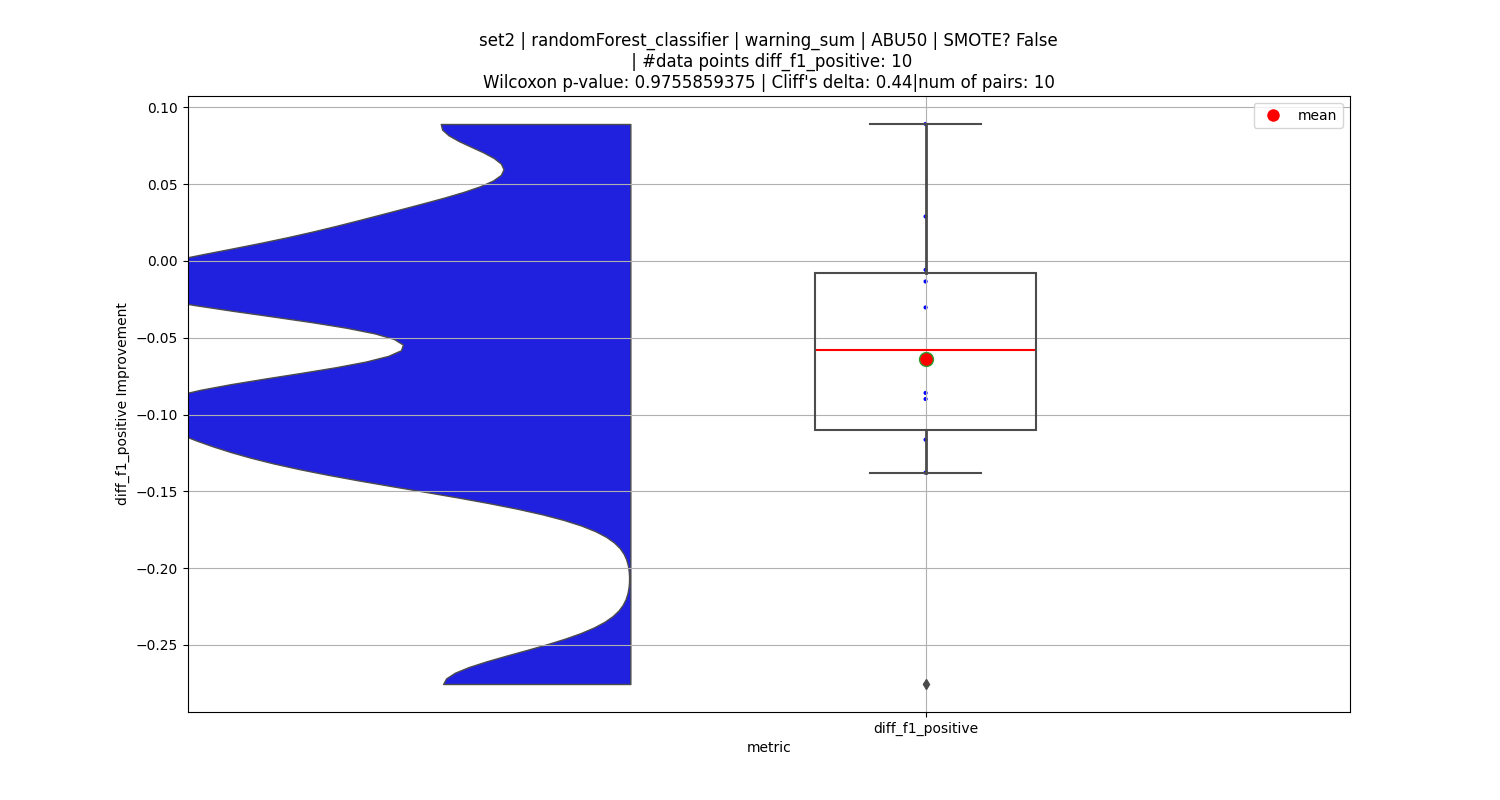 set2 | randomForest_classifier | warning_sum | ABU50 | SMOTE? False
| #data points diff_f1_positive: 10
Wilcoxon p-value: 0.9755859375 | Cliff's delta: 0.44|num of pairs: 10
mean
0.10
0.05
0.00
−0.05
−0.10
−0.15
−0.20
−0.25
diff_f1_positive Improvement
diff_f1_positive
metric